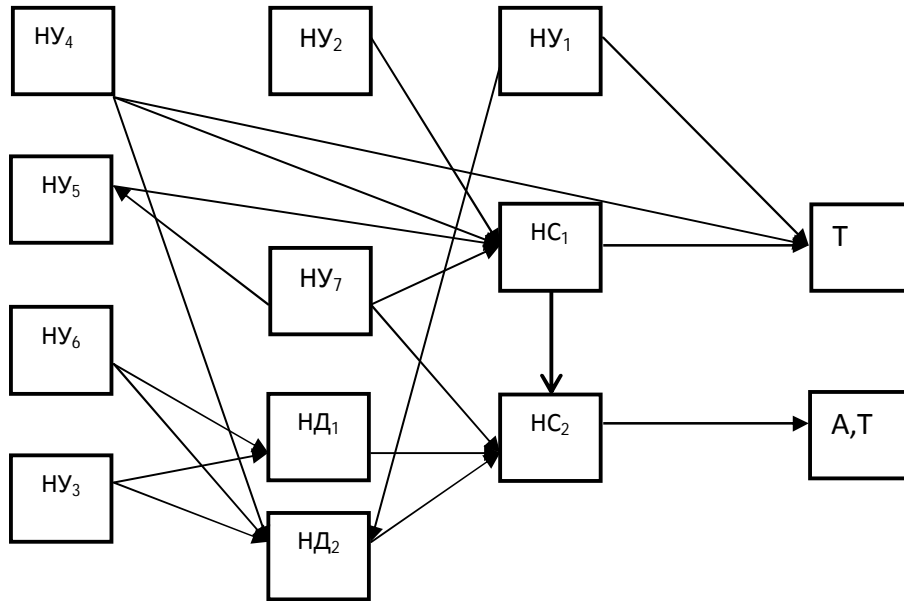 НУ₄
НУ₂
НУ₁
НУ₅
НС₁
Т
НУ₇
НУ₆
НД₁
НС₂
А,Т
НУ₃
НД₂